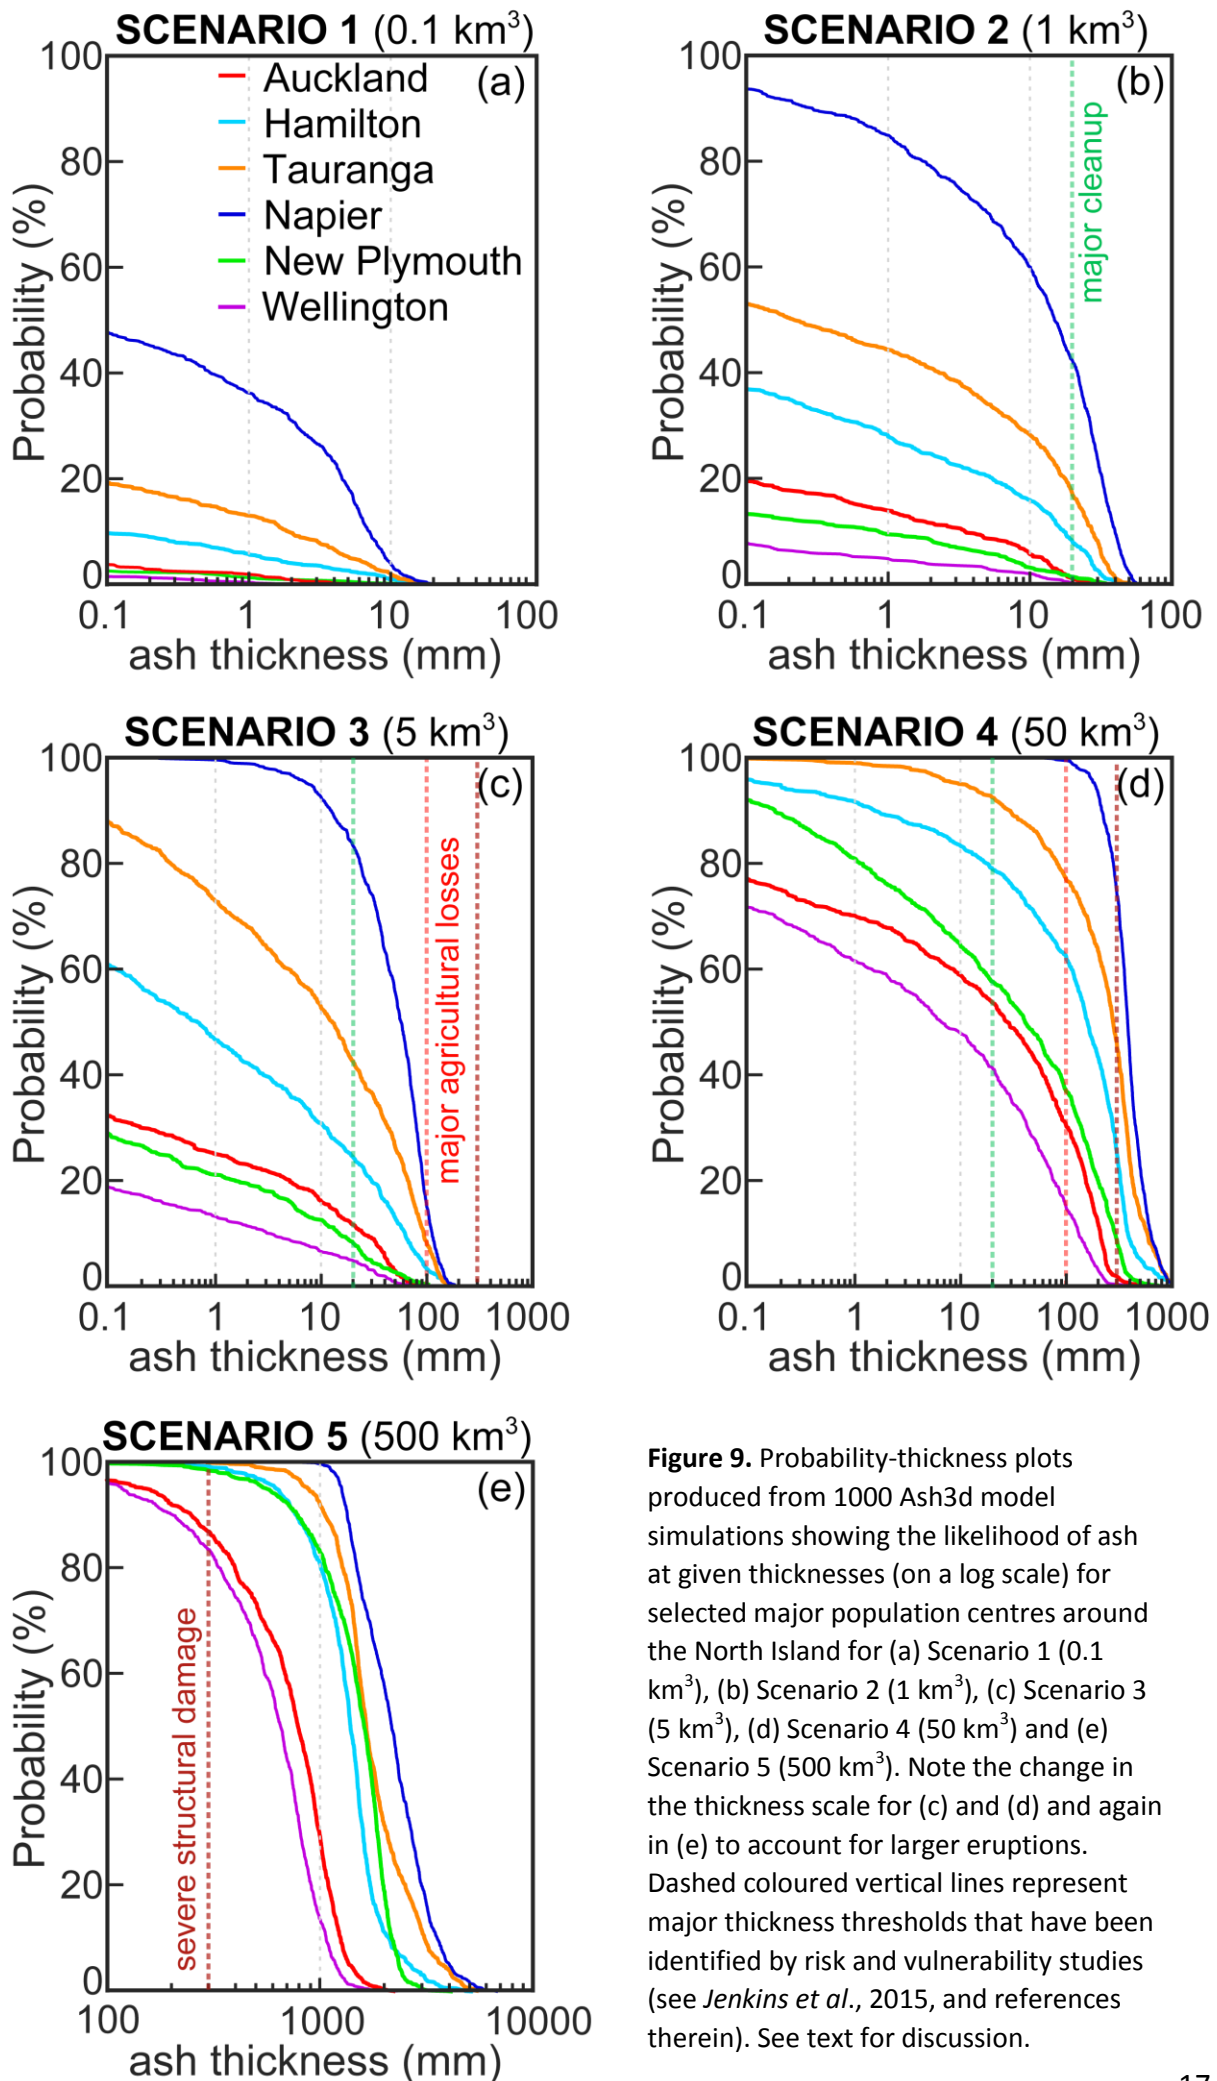 SCENARIO 1 (0.1 km³)
100
80
60
40
20
0
Probability (%)
Auckland
Hamilton
Tauranga
Napier
New Plymouth
Wellington
(a)
0.1 1 10 100
ash thickness (mm)
SCENARIO 2 (1 km³)
100
80
60
40
20
0
Probability (%)
(b)
major cleanup
0.1 1 10 100
ash thickness (mm)
SCENARIO 3 (5 km³)
100
80
60
40
20
0
Probability (%)
(c)
major agricultural losses
0.1 1 10 100 1000
ash thickness (mm)
SCENARIO 4 (50 km³)
100
80
60
40
20
0
Probability (%)
(d)
0.1 1 10 100 1000
ash thickness (mm)
SCENARIO 5 (500 km³)
100
80
60
40
20
0
Probability (%)
(e)
severe structural damage
100 1000 10000
ash thickness (mm)
Figure 9. Probability-thickness plots
produced from 1000 Ash3d model
simulations showing the likelihood of ash
at given thicknesses (on a log scale) for
selected major population centres around
the North Island for (a) Scenario 1 (0.1
km³), (b) Scenario 2 (1 km³), (c) Scenario 3
(5 km³), (d) Scenario 4 (50 km³) and (e)
Scenario 5 (500 km³). Note the change in
the thickness scale for (c) and (d) and again
in (e) to account for larger eruptions.
Dashed coloured vertical lines represent
major thickness thresholds that have been
identified by risk and vulnerability studies
(see Jenkins et al., 2015, and references
therein). See text for discussion.
17